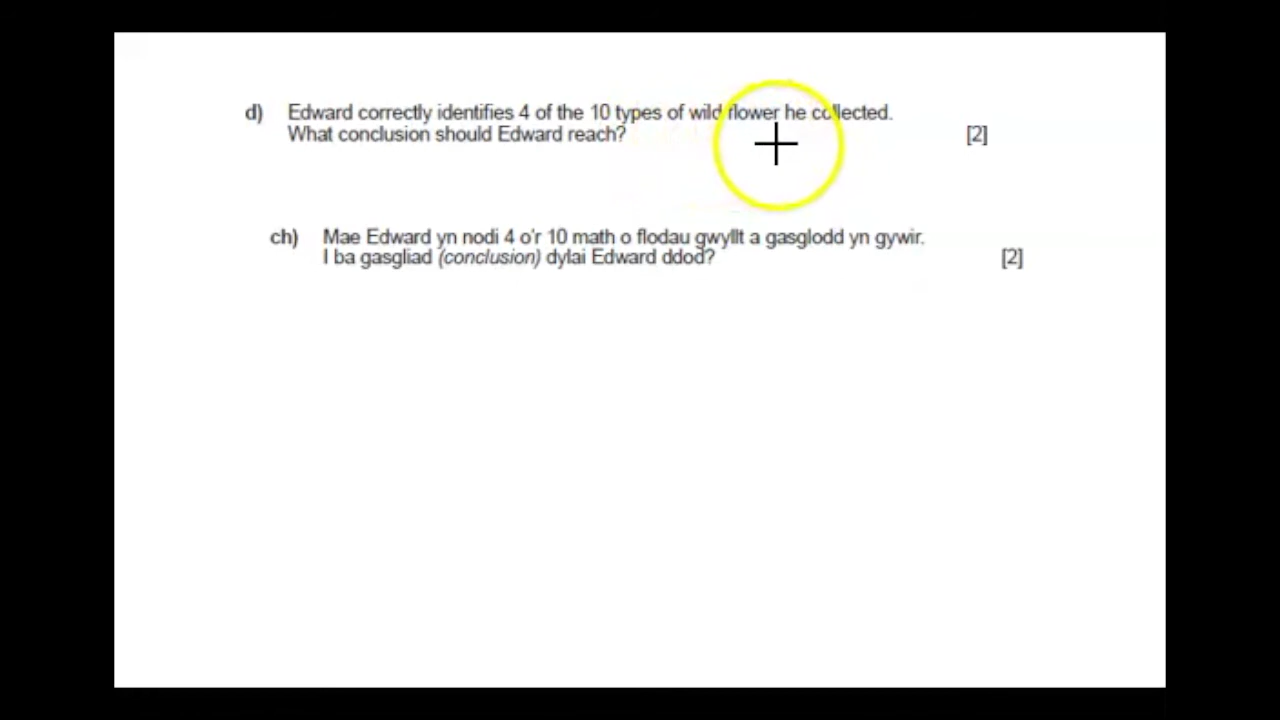 d) Edward correctly identifies 4 of the 10 types of wild flower he collected.
What conclusion should Edward reach? [2]
ch) Mae Edward yn nodi 4 o'r 10 math o flodau gwyllt a gasglodd yn gywir.
I ba gasgliad (conclusion) dylai Edward ddod? [2]